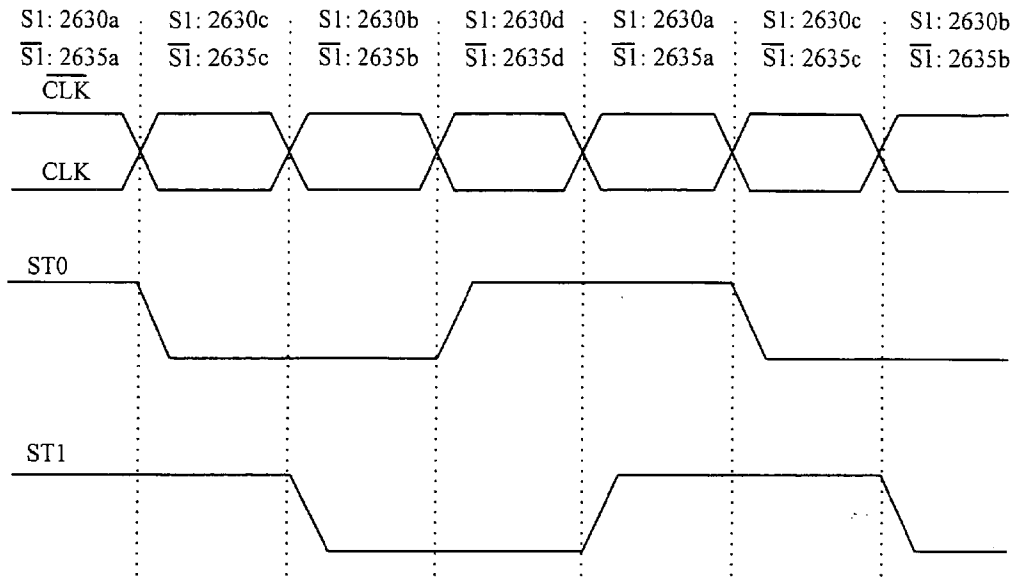 S1: 2630a S1: 2630c S1: 2630b S1: 2630d S1: 2630a S1: 2630c S1: 2630b
S̅1̅: 2635a S̅1̅: 2635c S̅1̅: 2635b S̅1̅: 2635d S̅1̅: 2635a S̅1̅: 2635c S̅1̅: 2635b
C̅L̅K̅
CLK
ST0
ST1